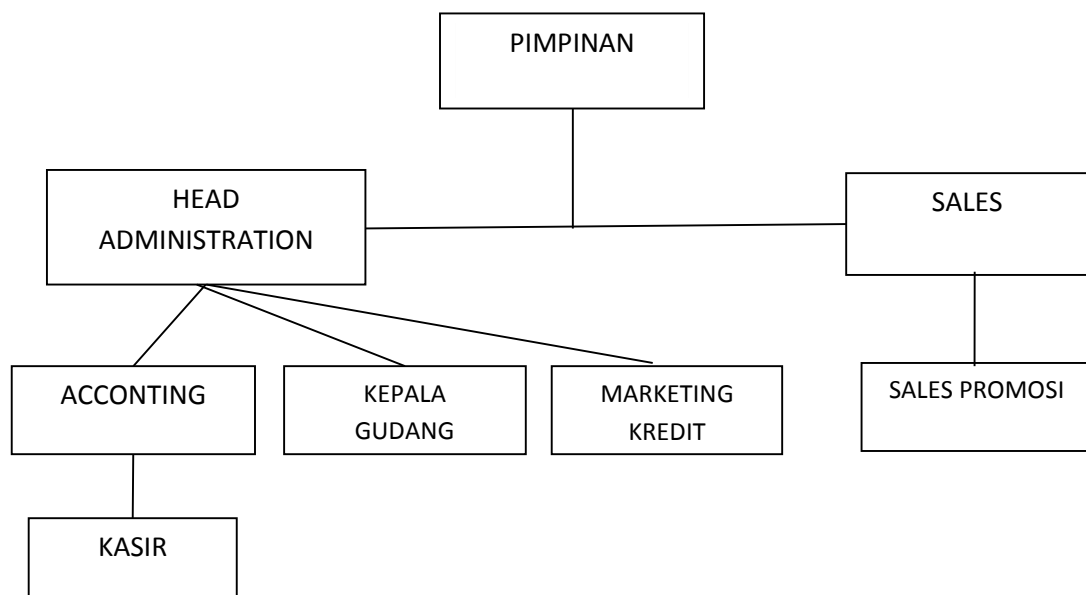 PIMPINAN
HEAD
ADMINISTRATION
SALES
ACCONTING
KEPALA
GUDANG
MARKETING
KREDIT
SALES PROMOSI
KASIR